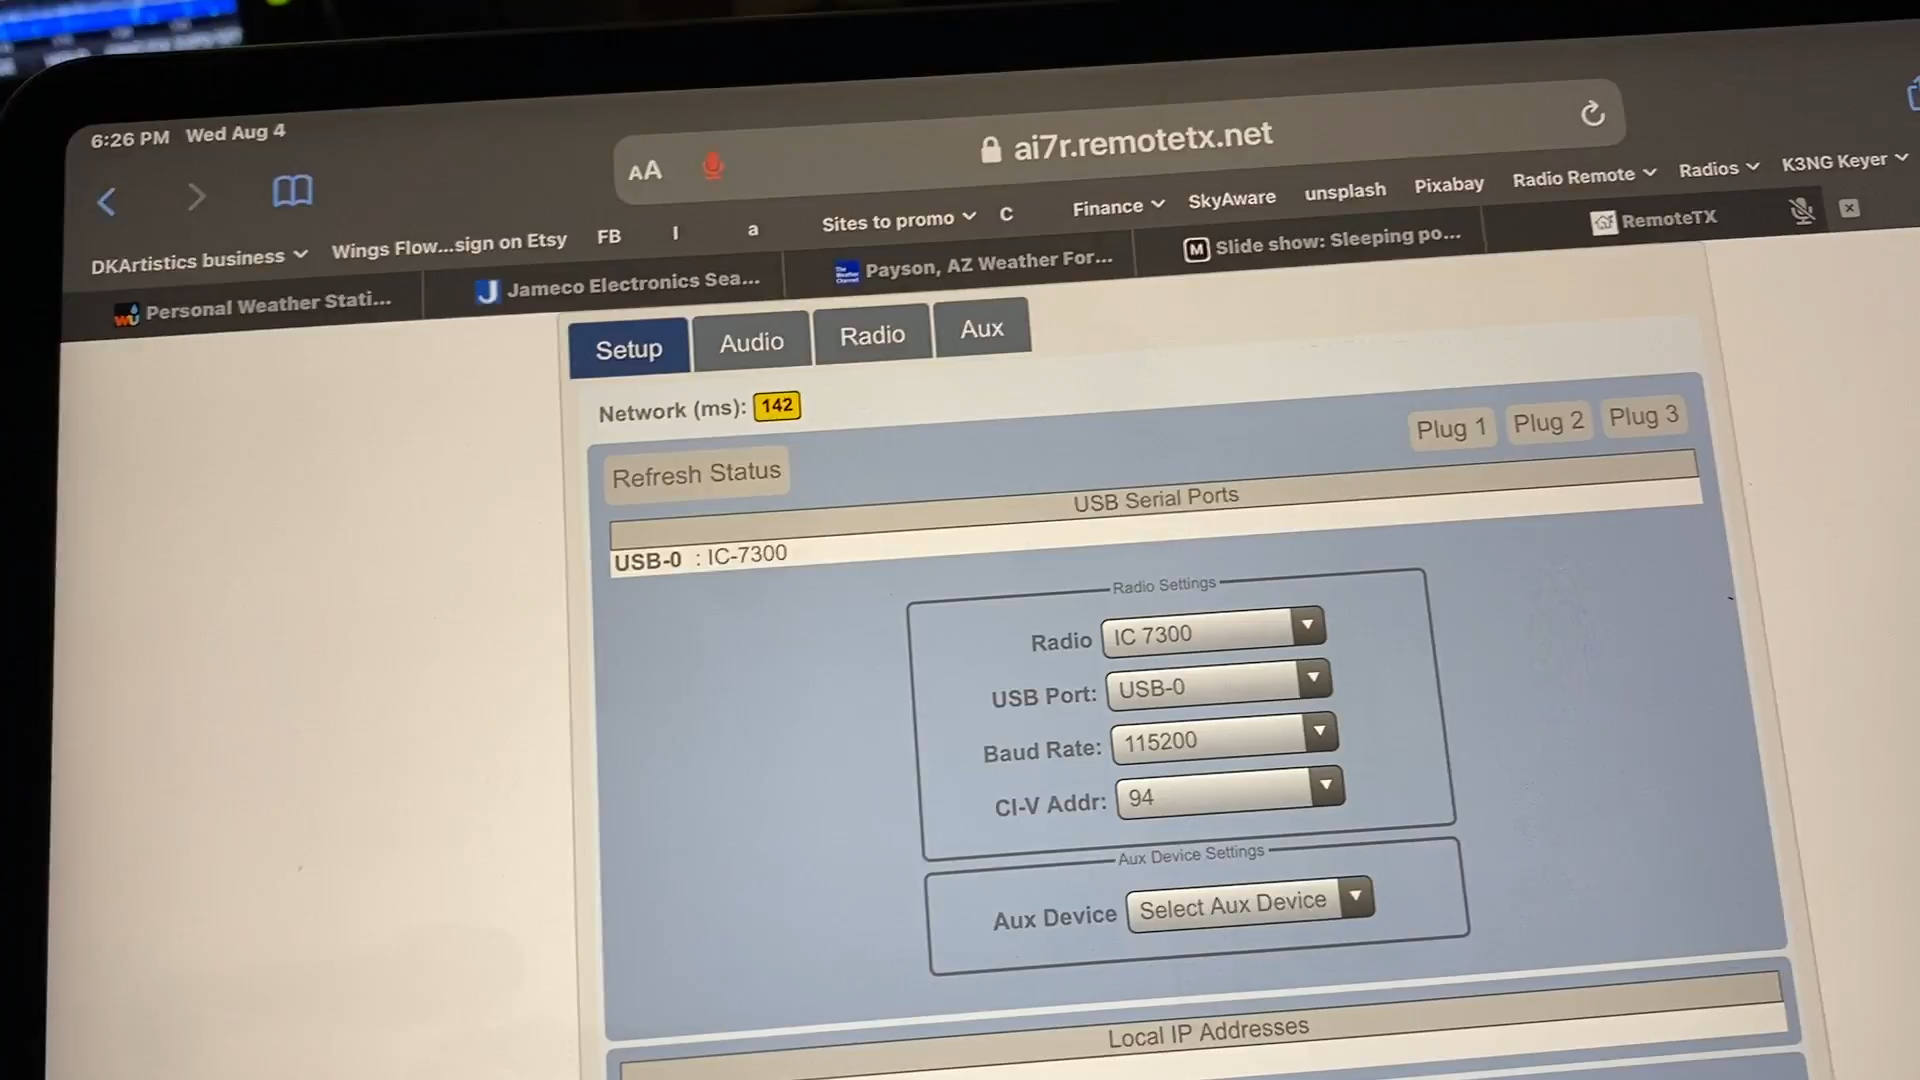 6:26 PM Wed Aug 4
AA
ai7r.remotetx.net
DKArtistics business
Wings Flow...sign on Etsy
FB
I
a
Sites to promo
C
Finance
SkyAware
unsplash
Pixabay
Radio Remote
Radios
K3NG Keyer
Personal Weather Stati...
Jameco Electronics Sea...
Payson, AZ Weather For...
M Slide show: Sleeping po...
RemoteTX
Setup
Audio
Radio
Aux
Network (ms): 142
Plug 1
Plug 2
Plug 3
Refresh Status
USB Serial Ports
USB-0 : IC-7300
Radio Settings
Radio IC 7300
USB Port: USB-0
Baud Rate: 115200
CI-V Addr: 94
Aux Device Settings
Aux Device Select Aux Device
Local IP Addresses